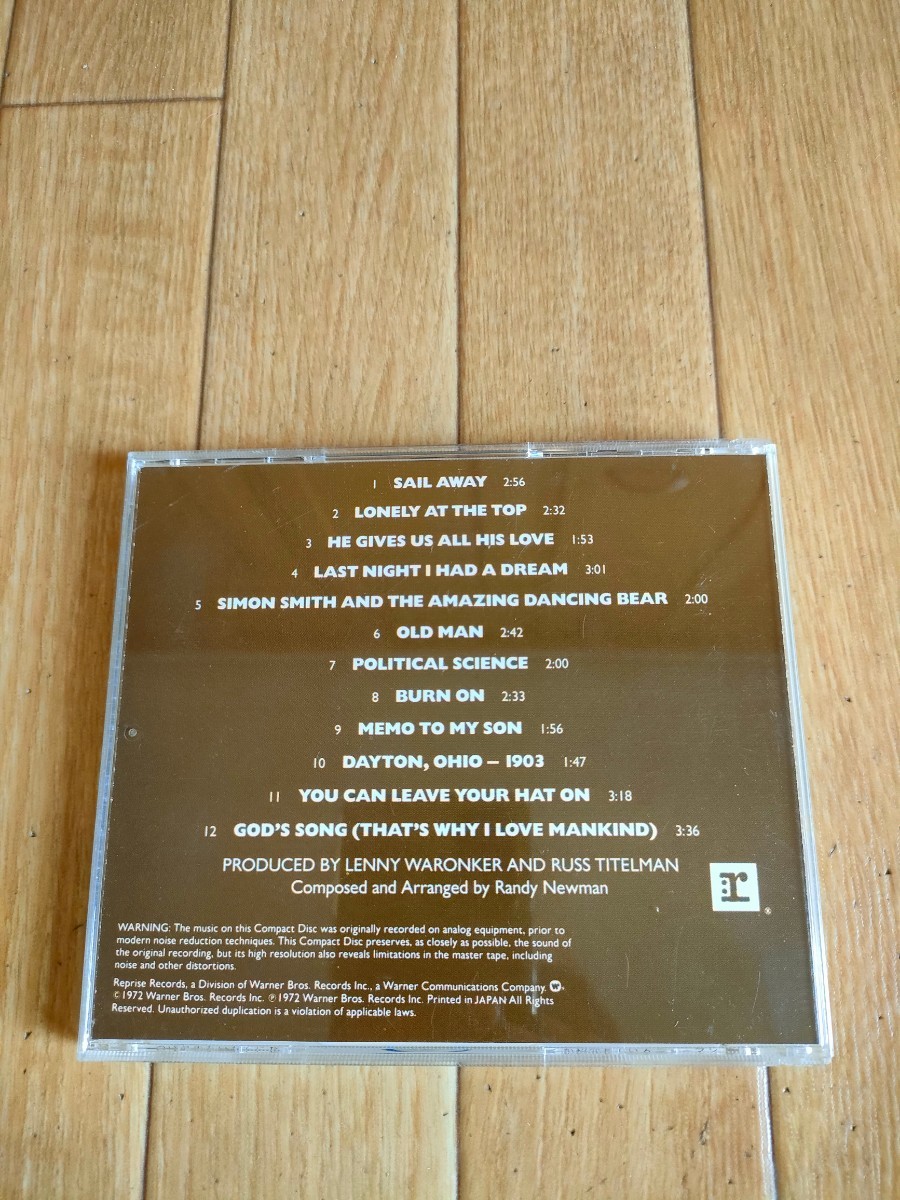 1 SAIL AWAY 2:56
2 LONELY AT THE TOP 2:32
3 HE GIVES US ALL HIS LOVE 1:53
4 LAST NIGHT I HAD A DREAM 3:01
5 SIMON SMITH AND THE AMAZING DANCING BEAR 2:00
6 OLD MAN 2:42
7 POLITICAL SCIENCE 2:00
8 BURN ON 2:33
9 MEMO TO MY SON 1:56
10 DAYTON, OHIO – 1903 1:47
11 YOU CAN LEAVE YOUR HAT ON 3:18
12 GOD'S SONG (THAT'S WHY I LOVE MANKIND) 3:36
PRODUCED BY LENNY WARONKER AND RUSS TITELMAN
Composed and Arranged by Randy Newman
:r ®
WARNING: The music on this Compact Disc was originally recorded on analog equipment, prior to
modern noise reduction techniques. This Compact Disc preserves, as closely as possible, the sound of
the original recording, but its high resolution also reveals limitations in the master tape, including
noise and other distortions.
Reprise Records, a Division of Warner Bros. Records Inc., a Warner Communications Company.
© 1972 Warner Bros. Records Inc. ℗ 1972 Warner Bros. Records Inc. Printed in JAPAN All Rights
Reserved. Unauthorized duplication is a violation of applicable laws.